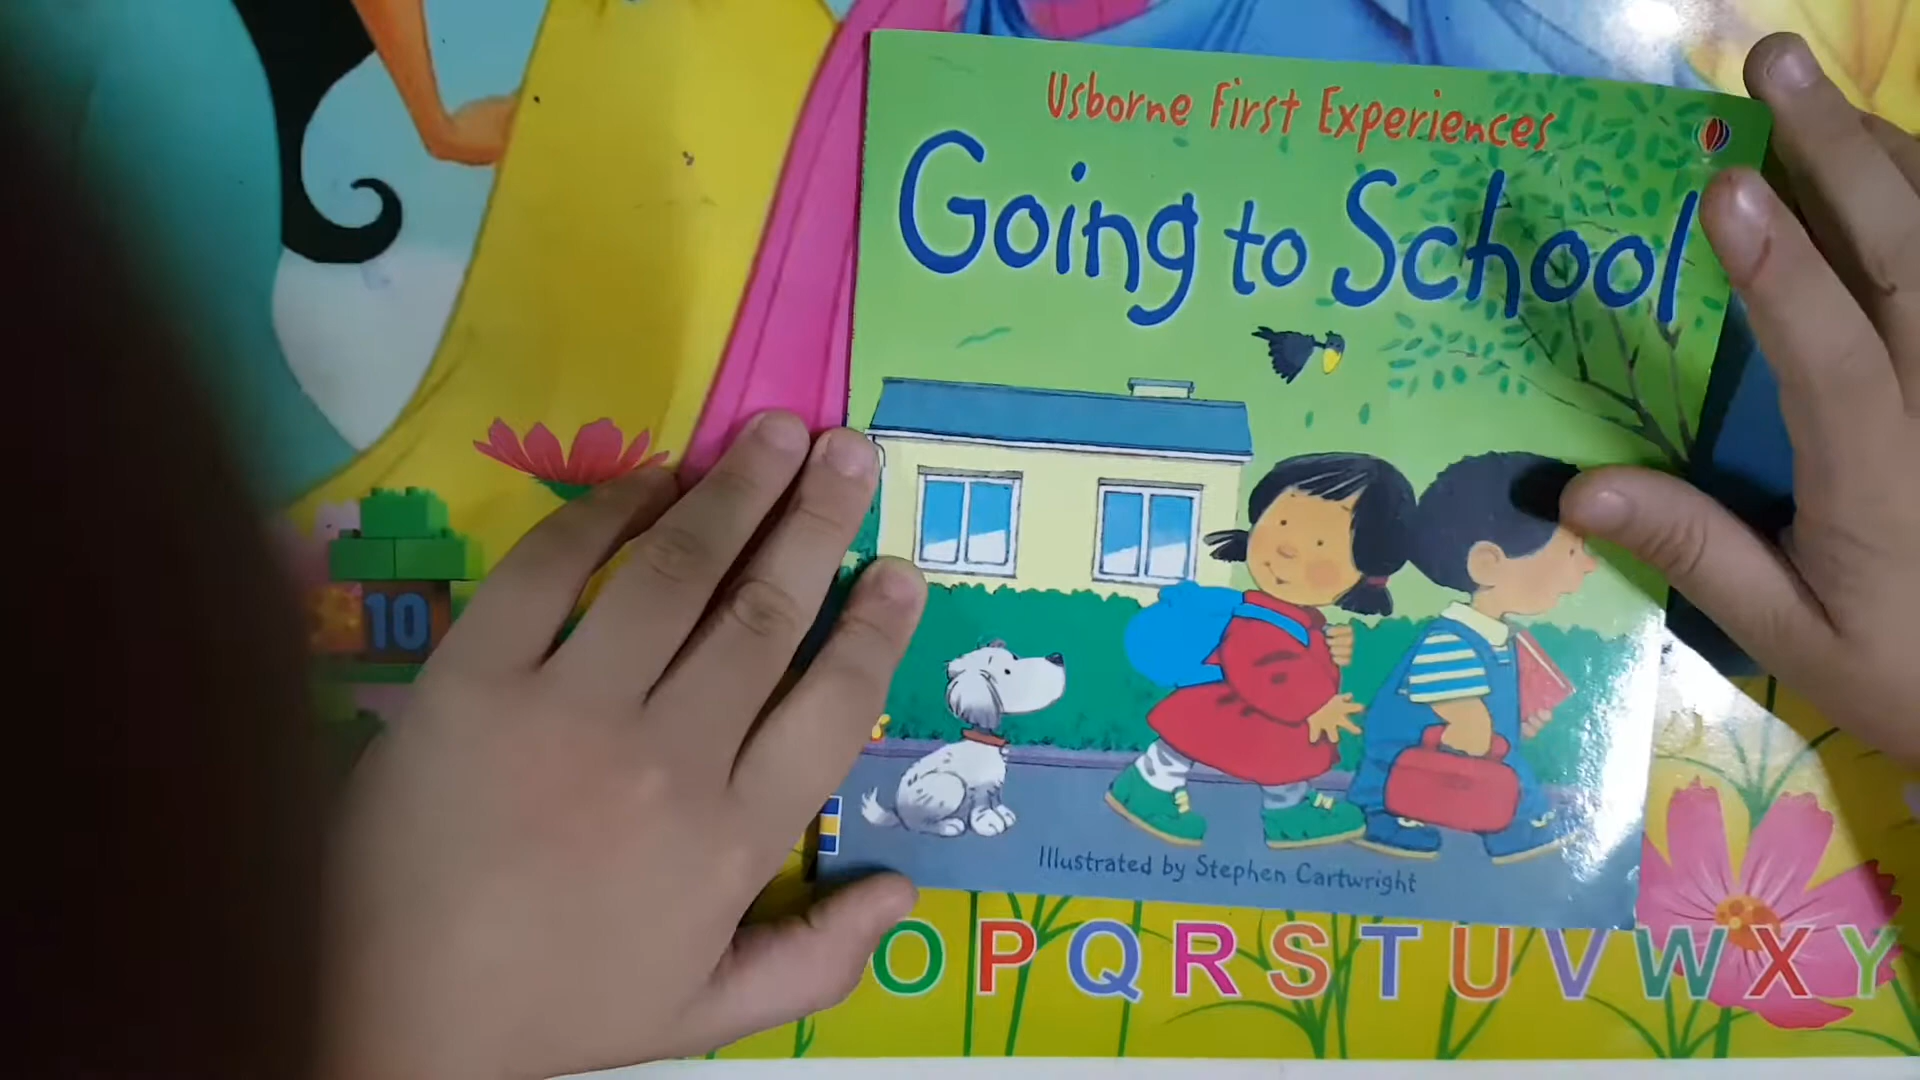 Usborne First Experiences
Going to School
10
Illustrated by Stephen Cartwright
O P Q R S T U V W X Y